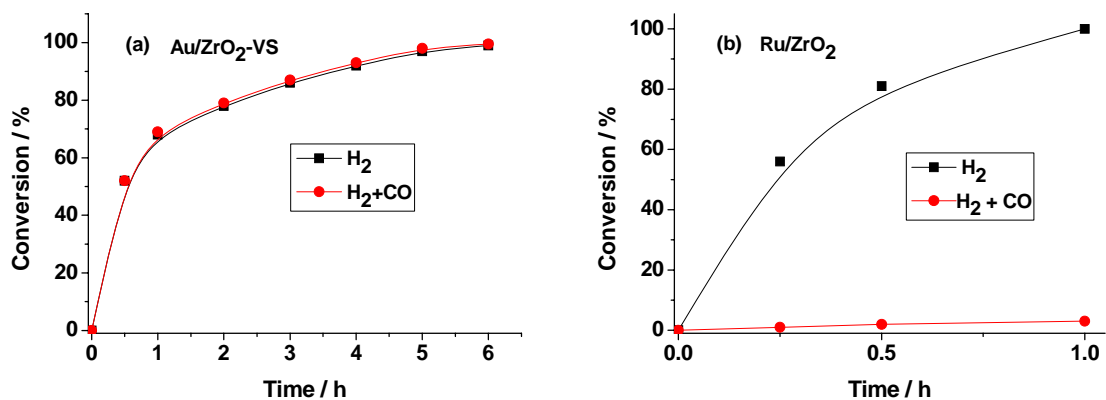 (a) Au/ZrO₂-VS
Conversion / %
100
80
60
40
20
0
H₂
H₂+CO
0 1 2 3 4 5 6
Time / h
(b) Ru/ZrO₂
Conversion / %
100
80
60
40
20
0
H₂
H₂ + CO
0.0 0.5 1.0
Time / h